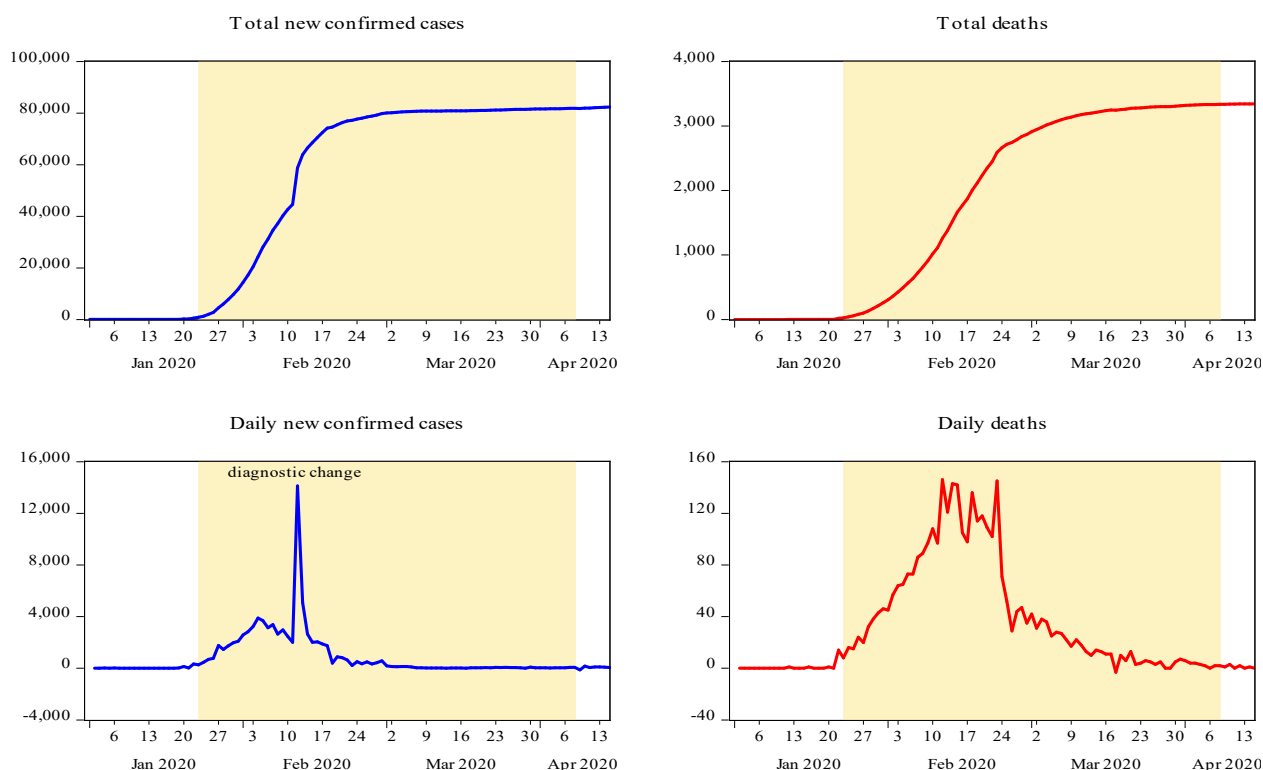 Total new confirmed cases
100,000
80,000
60,000
40,000
20,000
0
6 13 20 27 3 10 17 24 2 9 16 23 30 6 13
Jan 2020 Feb 2020 Mar 2020 Apr 2020
Total deaths
4,000
3,000
2,000
1,000
0
6 13 20 27 3 10 17 24 2 9 16 23 30 6 13
Jan 2020 Feb 2020 Mar 2020 Apr 2020
Daily new confirmed cases
16,000
diagnostic change
12,000
8,000
4,000
0
-4,000
6 13 20 27 3 10 17 24 2 9 16 23 30 6 13
Jan 2020 Feb 2020 Mar 2020 Apr 2020
Daily deaths
160
120
80
40
0
-40
6 13 20 27 3 10 17 24 2 9 16 23 30 6 13
Jan 2020 Feb 2020 Mar 2020 Apr 2020